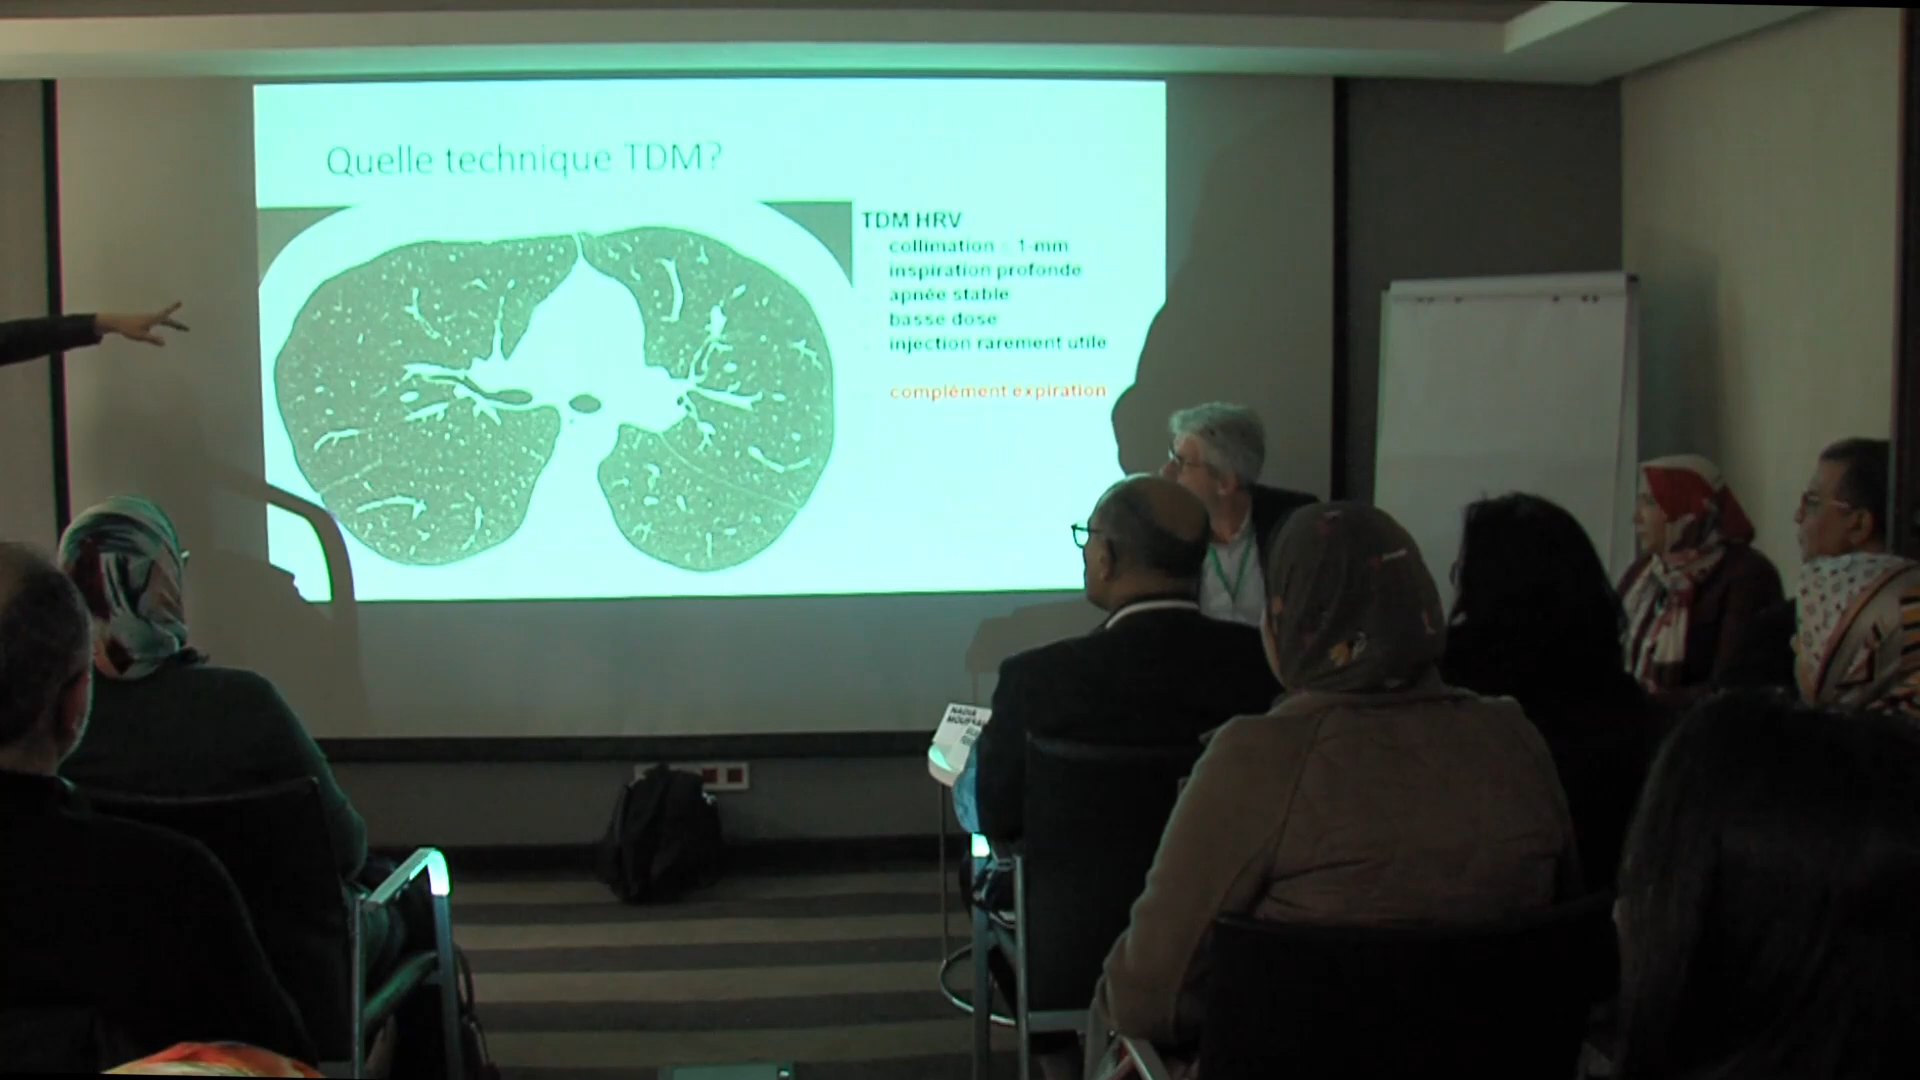 Quelle technique TDM?
TDM HRV
collimation 1-mm
inspiration profonde
apnée stable
basse dose
injection rarement utile
complément expiration
NADIA